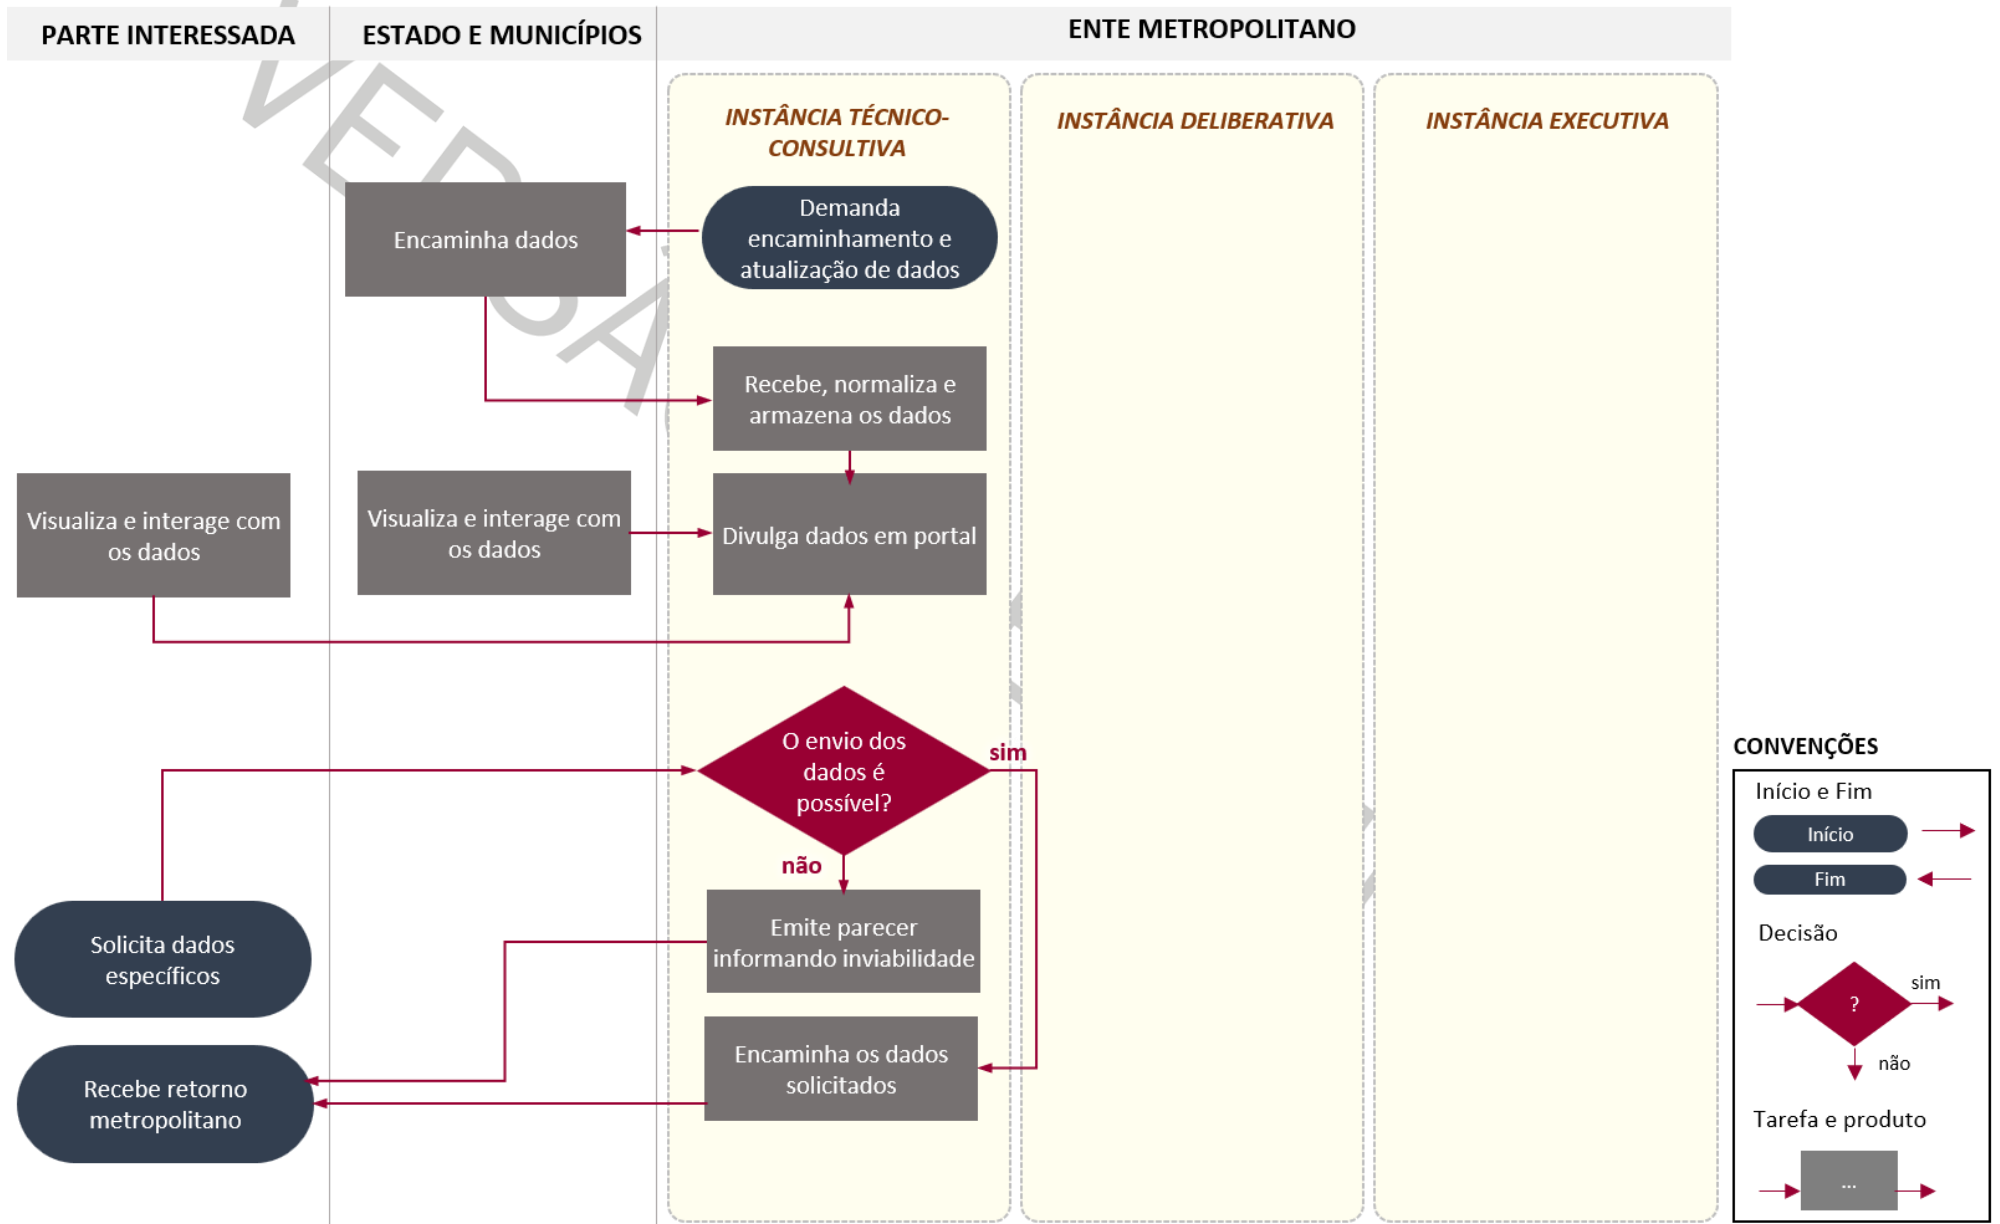 PARTE INTERESSADA
ESTADO E MUNICÍPIOS
ENTE METROPOLITANO
INSTÂNCIA TÉCNICO-
CONSULTIVA
INSTÂNCIA DELIBERATIVA
INSTÂNCIA EXECUTIVA
Encaminha dados
Demanda
encaminhamento e
atualização de dados
Recebe, normaliza e
armazena os dados
Visualiza e interage com
os dados
Visualiza e interage com
os dados
Divulga dados em portal
O envio dos
dados é
possível?
sim
não
Solicita dados
específicos
Emite parecer
informando inviabilidade
Encaminha os dados
solicitados
Recebe retorno
metropolitano
CONVENÇÕES
Início e Fim
Início
Fim
Decisão
?
sim
não
Tarefa e produto
...